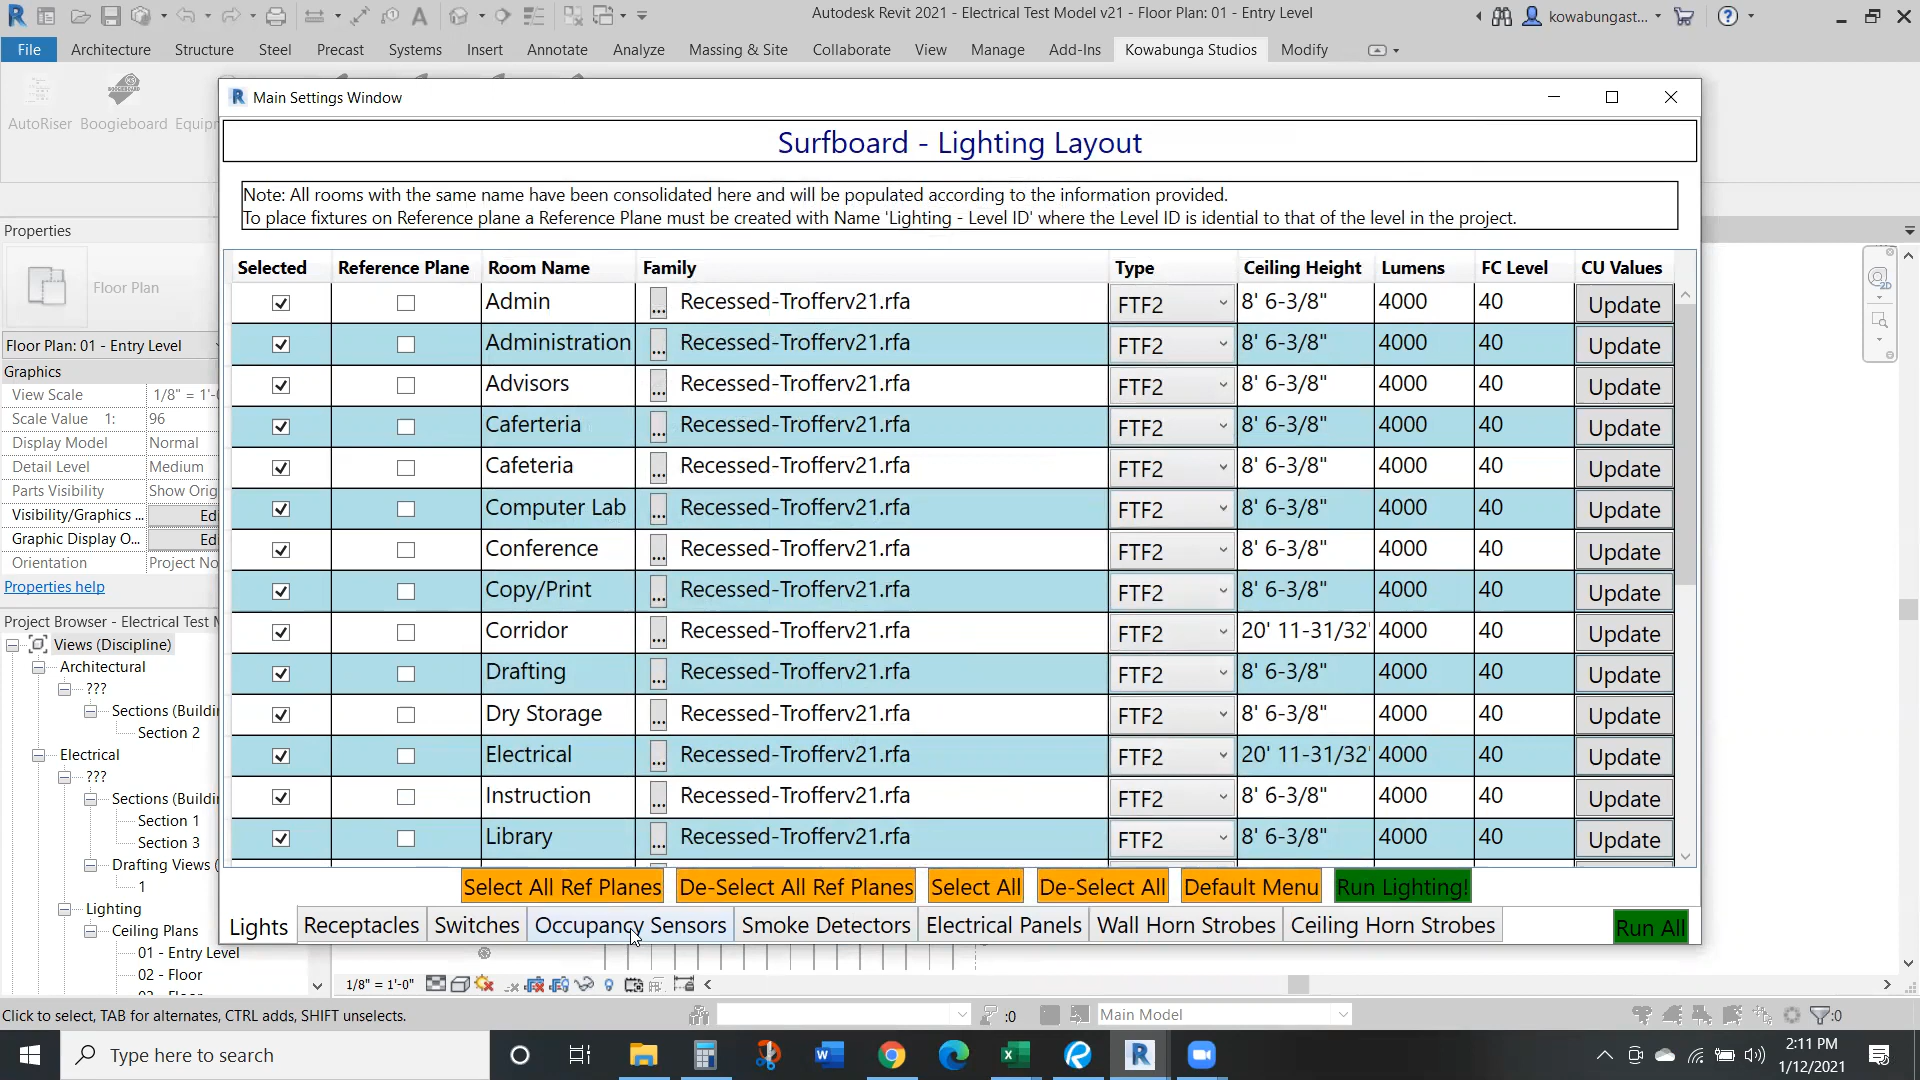 Autodesk Revit 2021 - Electrical Test Model v21 - Floor Plan: 01 - Entry Level
kowabungast...
File Architecture Structure Steel Precast Systems Insert Annotate Analyze Massing & Site Collaborate View Manage Add-Ins Kowabunga Studios Modify
AutoRiser Boogieboard
Main Settings Window
Surfboard - Lighting Layout
Note: All rooms with the same name have been consolidated here and will be populated according to the information provided.
To place fixtures on Reference plane a Reference Plane must be created with Name 'Lighting - Level ID' where the Level ID is idential to that of the level in the project.
Selected Reference Plane Room Name Family Type Ceiling Height Lumens FC Level CU Values
Admin ... Recessed-Trofferv21.rfa FTF2 8' 6-3/8" 4000 40 Update
Administration ... Recessed-Trofferv21.rfa FTF2 8' 6-3/8" 4000 40 Update
Advisors ... Recessed-Trofferv21.rfa FTF2 8' 6-3/8" 4000 40 Update
Caferteria ... Recessed-Trofferv21.rfa FTF2 8' 6-3/8" 4000 40 Update
Cafeteria ... Recessed-Trofferv21.rfa FTF2 8' 6-3/8" 4000 40 Update
Computer Lab ... Recessed-Trofferv21.rfa FTF2 8' 6-3/8" 4000 40 Update
Conference ... Recessed-Trofferv21.rfa FTF2 8' 6-3/8" 4000 40 Update
Copy/Print ... Recessed-Trofferv21.rfa FTF2 8' 6-3/8" 4000 40 Update
Corridor ... Recessed-Trofferv21.rfa FTF2 20' 11-31/32" 4000 40 Update
Drafting ... Recessed-Trofferv21.rfa FTF2 8' 6-3/8" 4000 40 Update
Dry Storage ... Recessed-Trofferv21.rfa FTF2 8' 6-3/8" 4000 40 Update
Electrical ... Recessed-Trofferv21.rfa FTF2 20' 11-31/32" 4000 40 Update
Instruction ... Recessed-Trofferv21.rfa FTF2 8' 6-3/8" 4000 40 Update
Library ... Recessed-Trofferv21.rfa FTF2 8' 6-3/8" 4000 40 Update
Select All Ref Planes De-Select All Ref Planes Select All De-Select All Default Menu Run Lighting!
Lights Receptacles Switches Occupancy Sensors Smoke Detectors Electrical Panels Wall Horn Strobes Ceiling Horn Strobes Run All
Properties
Floor Plan
Floor Plan: 01 - Entry Level
Graphics
View Scale 1/8" = 1'-0
Scale Value 1: 96
Display Model Normal
Detail Level Medium
Parts Visibility Show Orig
Visibility/Graphics ... Ed
Graphic Display O... Ed
Orientation Project No
Properties help
Project Browser - Electrical Test M
Views (Discipline)
Architectural
???
Sections (Buildi
Section 2
Electrical
???
Sections (Buildi
Section 1
Section 3
Drafting Views (
1
Lighting
Ceiling Plans
01 - Entry Level
02 - Floor
1/8" = 1'-0"
Click to select, TAB for alternates, CTRL adds, SHIFT unselects.
:0
Main Model
:0
Type here to search
2:11 PM
1/12/2021